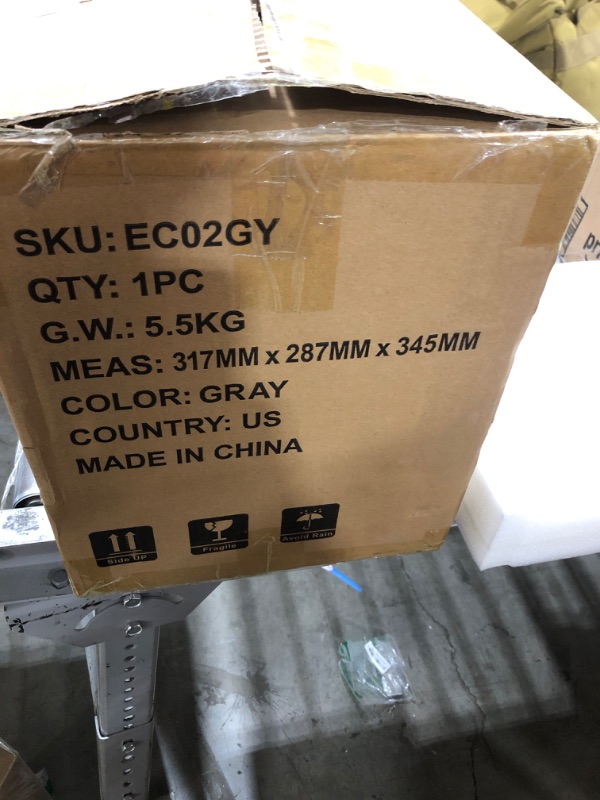 SKU: EC02GY
QTY: 1PC
G.W.: 5.5KG
MEAS: 317MM x 287MM x 345MM
COLOR: GRAY
COUNTRY: US
MADE IN CHINA
Side Up
Fragile
Avoid Rain
pr